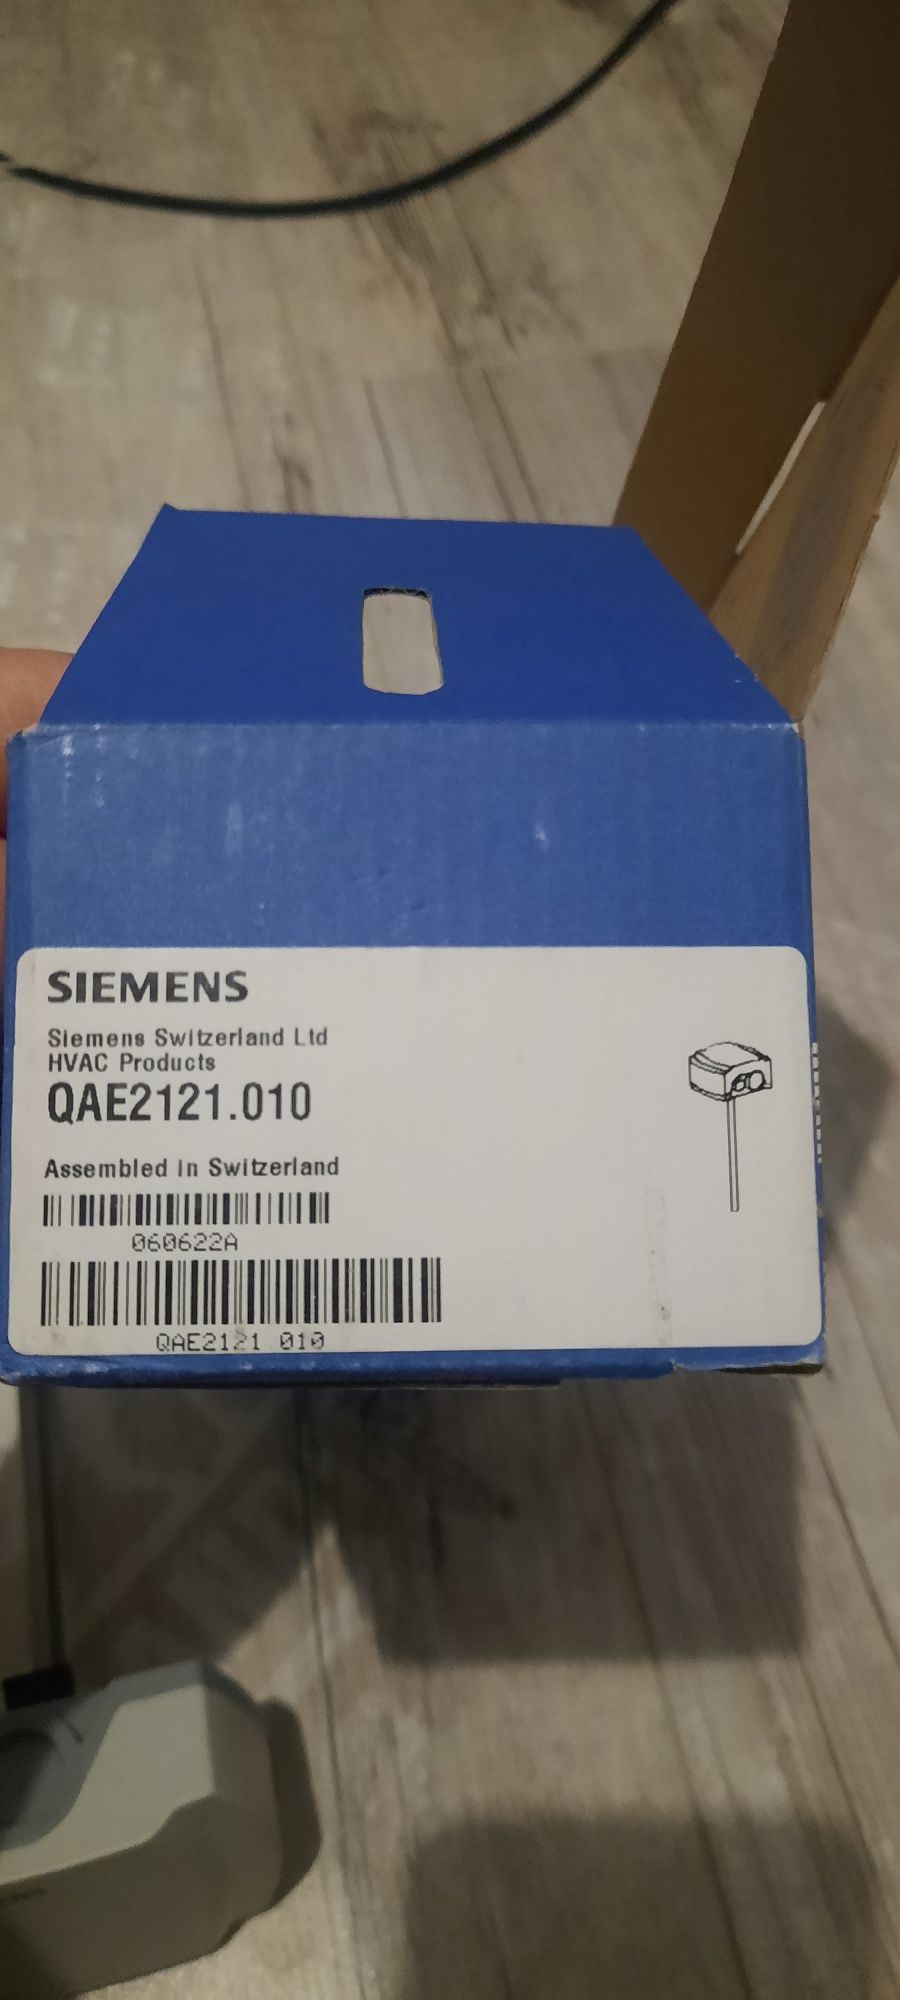 SIEMENS
Siemens Switzerland Ltd
HVAC Products
QAE2121.010
Assembled in Switzerland
060622A
QAE2121 010